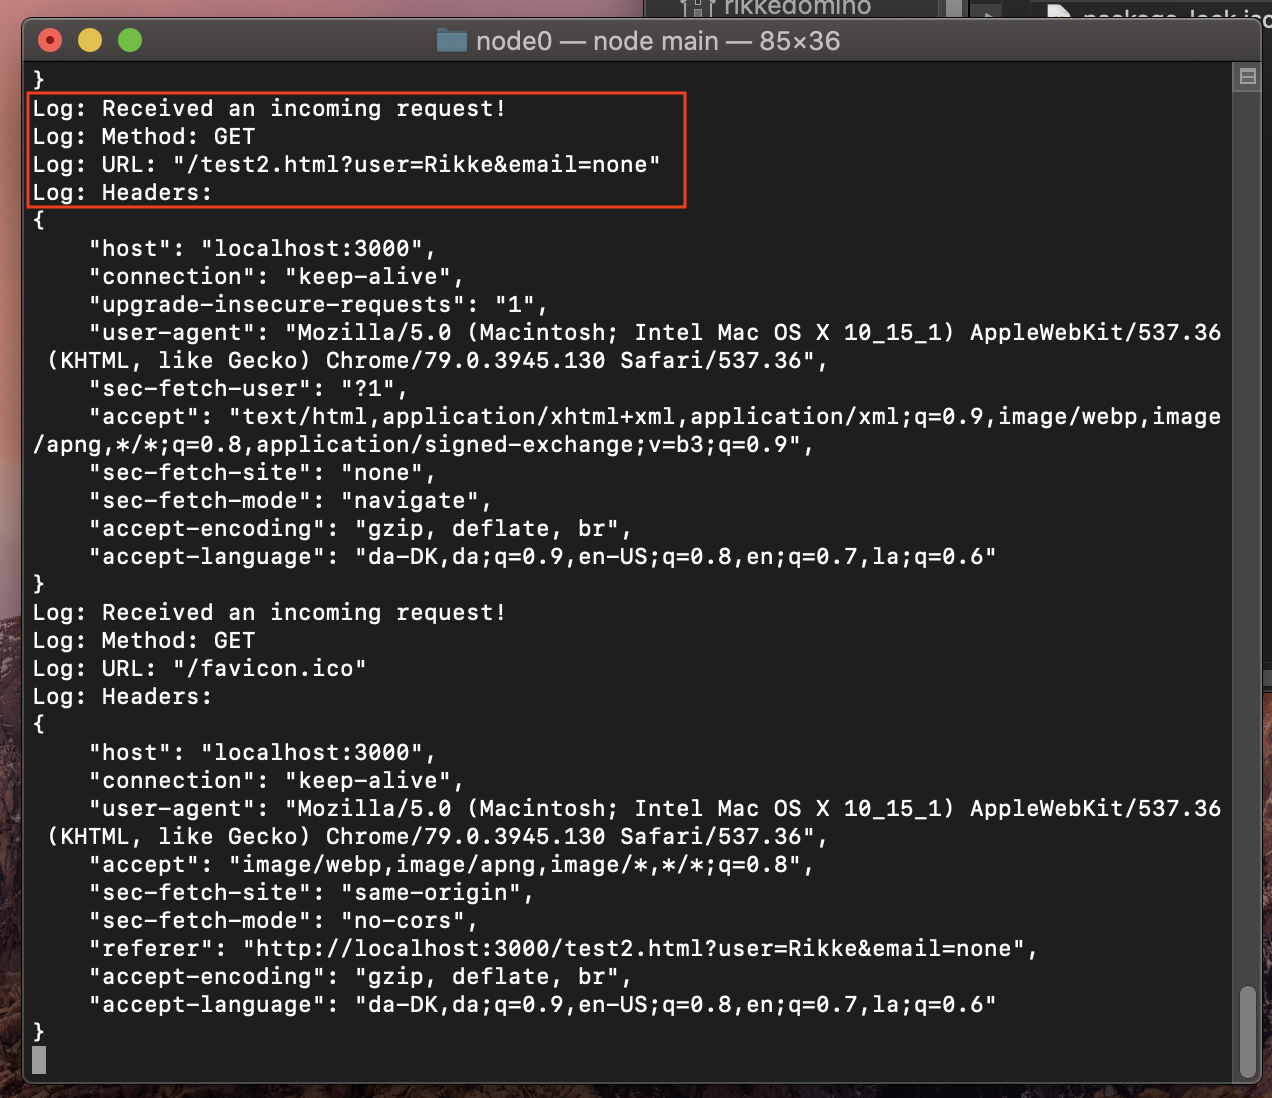 rikkedomino
node0 — node main — 85×36
}
Log: Received an incoming request!
Log: Method: GET
Log: URL: "/test2.html?user=Rikke&email=none"
Log: Headers:
{
    "host": "localhost:3000",
    "connection": "keep-alive",
    "upgrade-insecure-requests": "1",
    "user-agent": "Mozilla/5.0 (Macintosh; Intel Mac OS X 10_15_1) AppleWebKit/537.36
 (KHTML, like Gecko) Chrome/79.0.3945.130 Safari/537.36",
    "sec-fetch-user": "?1",
    "accept": "text/html,application/xhtml+xml,application/xml;q=0.9,image/webp,image
/apng,*/*;q=0.8,application/signed-exchange;v=b3;q=0.9",
    "sec-fetch-site": "none",
    "sec-fetch-mode": "navigate",
    "accept-encoding": "gzip, deflate, br",
    "accept-language": "da-DK,da;q=0.9,en-US;q=0.8,en;q=0.7,la;q=0.6"
}
Log: Received an incoming request!
Log: Method: GET
Log: URL: "/favicon.ico"
Log: Headers:
{
    "host": "localhost:3000",
    "connection": "keep-alive",
    "user-agent": "Mozilla/5.0 (Macintosh; Intel Mac OS X 10_15_1) AppleWebKit/537.36
 (KHTML, like Gecko) Chrome/79.0.3945.130 Safari/537.36",
    "accept": "image/webp,image/apng,image/*,*/*;q=0.8",
    "sec-fetch-site": "same-origin",
    "sec-fetch-mode": "no-cors",
    "referer": "http://localhost:3000/test2.html?user=Rikke&email=none",
    "accept-encoding": "gzip, deflate, br",
    "accept-language": "da-DK,da;q=0.9,en-US;q=0.8,en;q=0.7,la;q=0.6"
}